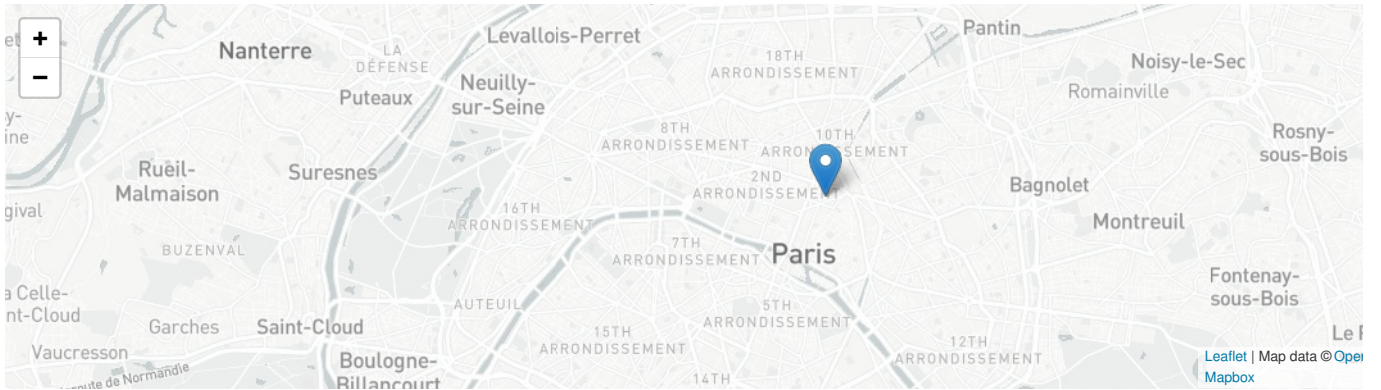 +
−
Nanterre
LA
DÉFENSE
Levallois-Perret
Pantin
18TH
ARRONDISSEMENT
Noisy-le-Sec
Neuilly-
sur-Seine
Puteaux
Romainville
8TH
ARRONDISSEMENT
10TH
Rosny-
sous-Bois
Rueil-
Malmaison
Suresnes
2ND
ARRONDISSEMENT
Bagnolet
16TH
ARRONDISSEMENT
Montreuil
BUZENVAL
7TH
ARRONDISSEMENT
Paris
Fontenay-
sous-Bois
AUTEUIL
5TH
ARRONDISSEMENT
Garches
Saint-Cloud
15TH
ARRONDISSEMENT
12TH
ARRONDISSEMENT
Vaucresson
Boulogne-
Billancourt
14TH
Leaflet | Map data © Open
Mapbox